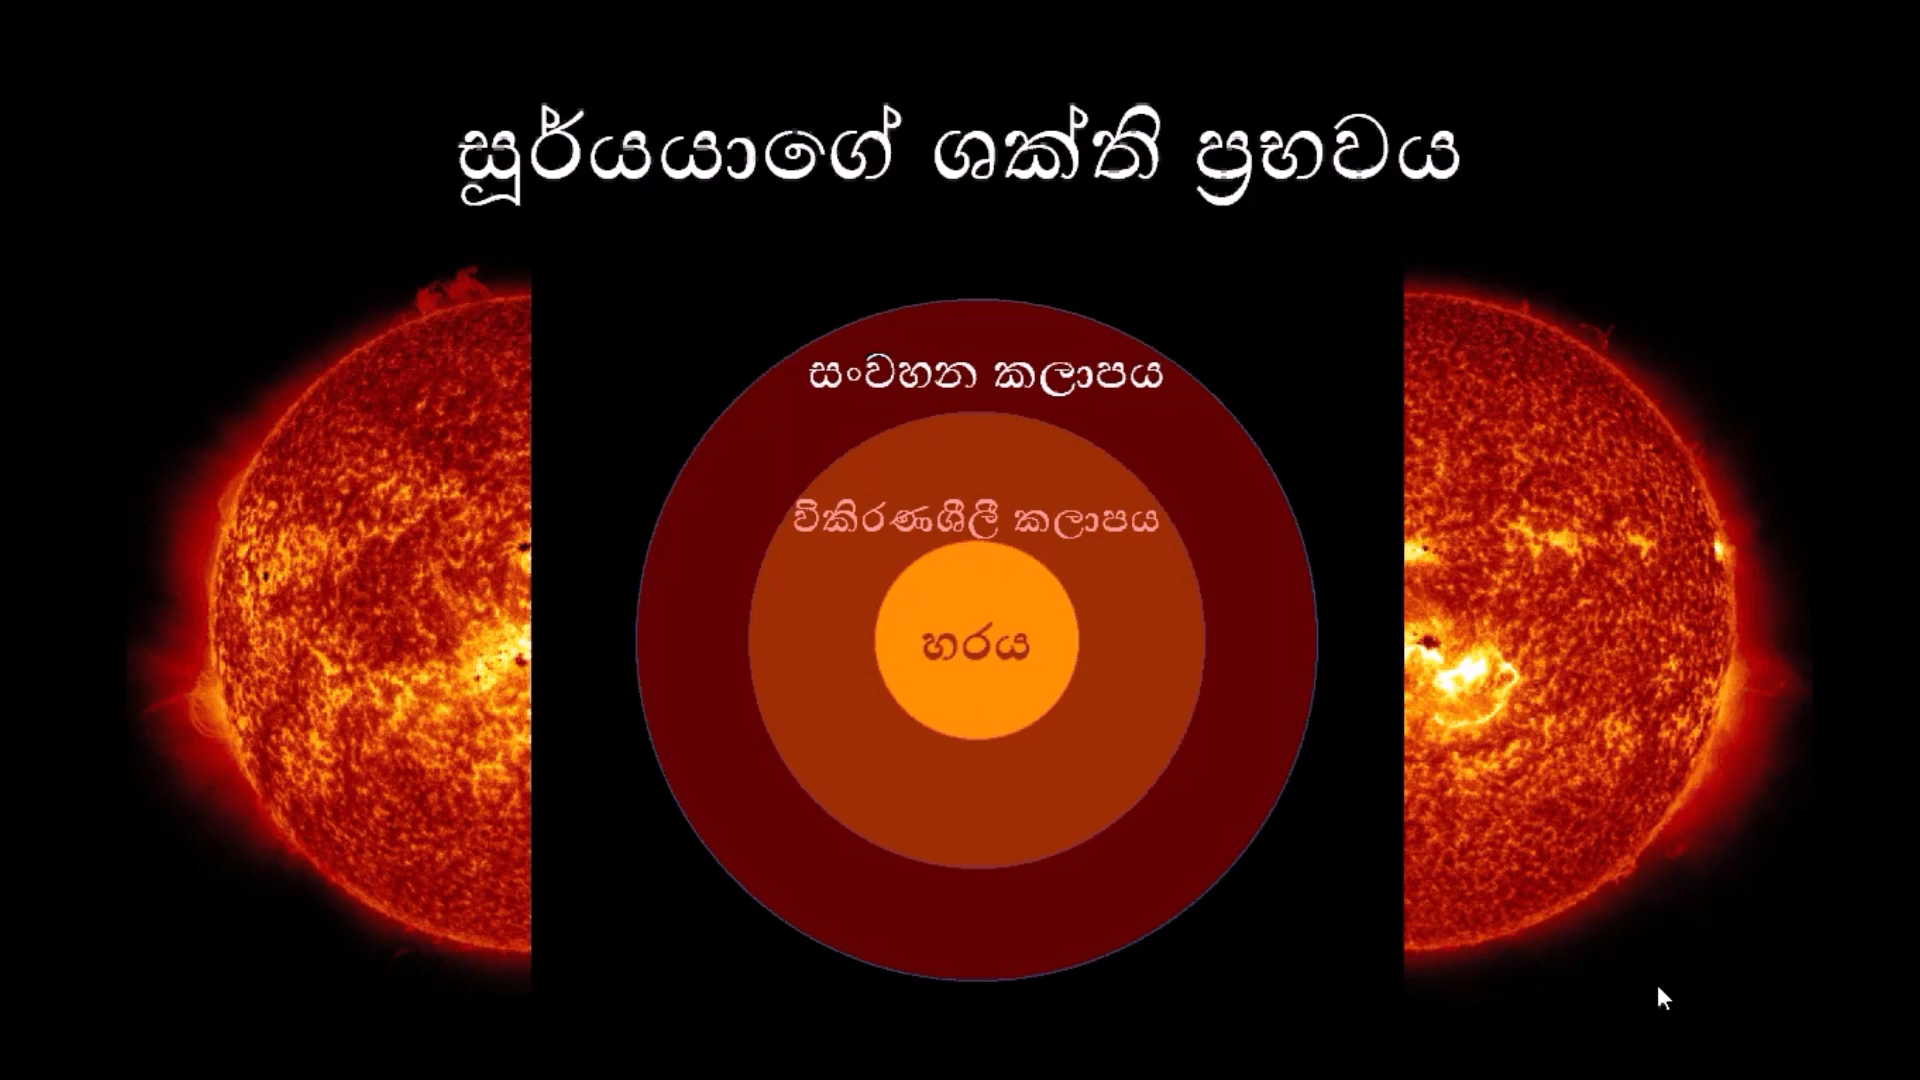 සූර්යයාගේ ශක්ති ප්‍රභවය
සංවහන කලාපය
විකිරණශීලී කලාපය
හරය